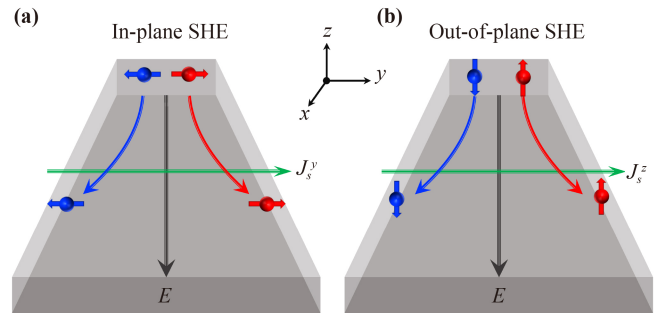 (a)
In-plane SHE
z
y
x
J_s^y
E
(b)
Out-of-plane SHE
J_s^z
E